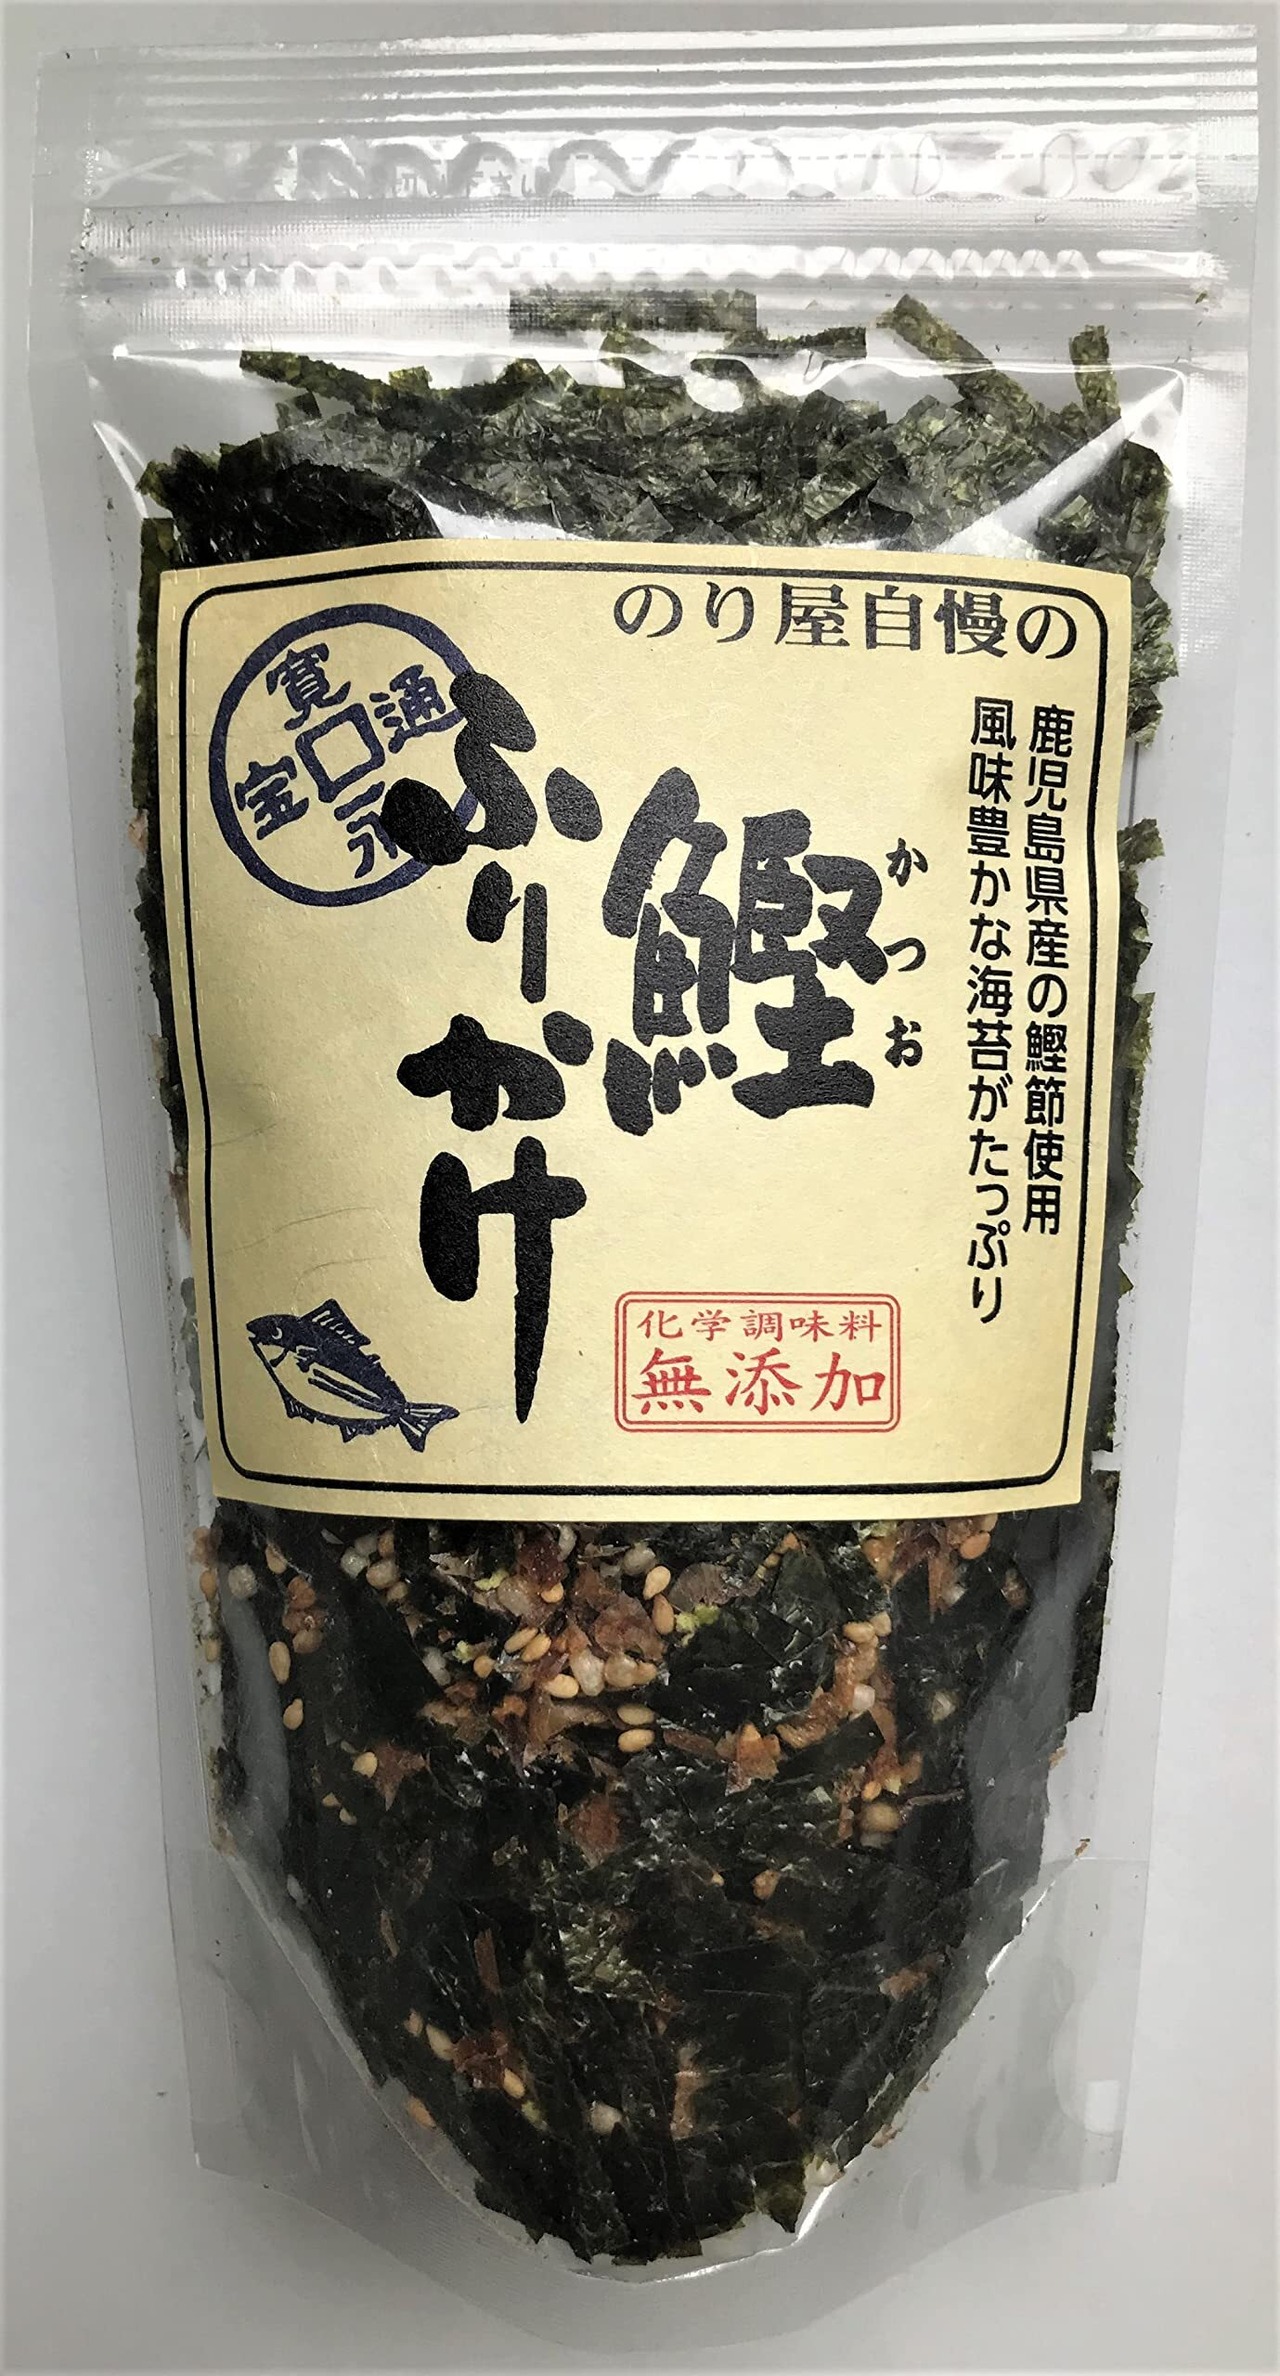 のり屋自慢の
鹿児島県産の鰹節使用
風味豊かな海苔がたっぷり
かつお
鰹
ふりかけ
寛
永
通
宝
化学調味料
無添加